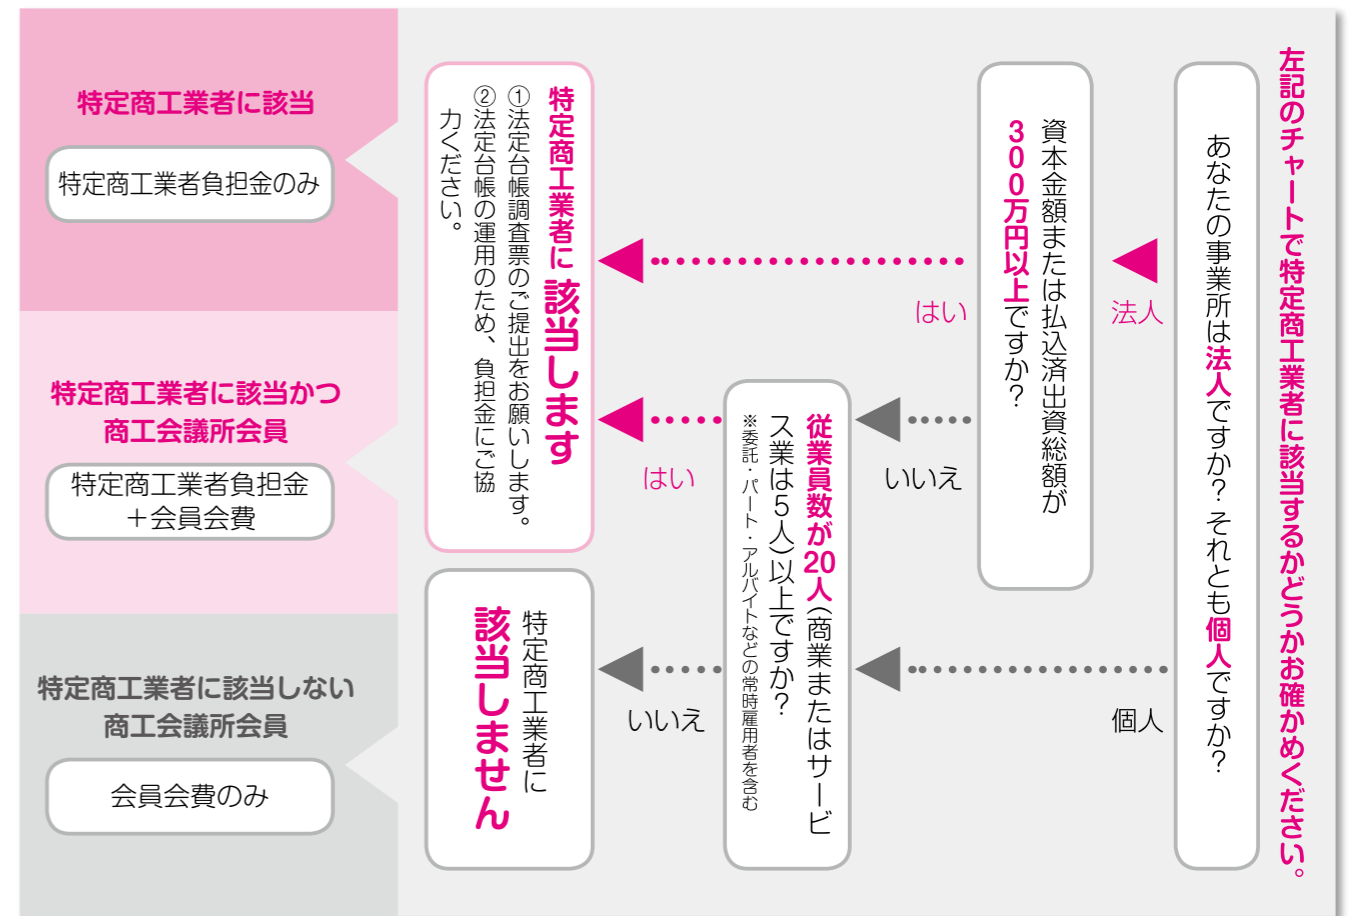 左記のチャートで特定商工業者に該当するかどうかお確かめください。
あなたの事業所は法人ですか？それとも個人ですか？
法人
個人
資本金額または払込済出資総額が
300万円以上ですか？
はい
いいえ
従業員数が20人（商業またはサービ
ス業は5人）以上ですか？
※委託・パート・アルバイトなどの常時雇用者を含む
はい
いいえ
特定商工業者に該当します
①法定台帳調査票のご提出をお願いします。
②法定台帳の運用のため、負担金にご協
力ください。
特定商工業者に
該当しません
特定商工業者に該当
特定商工業者負担金のみ
特定商工業者に該当かつ
商工会議所会員
特定商工業者負担金
＋会員会費
特定商工業者に該当しない
商工会議所会員
会員会費のみ